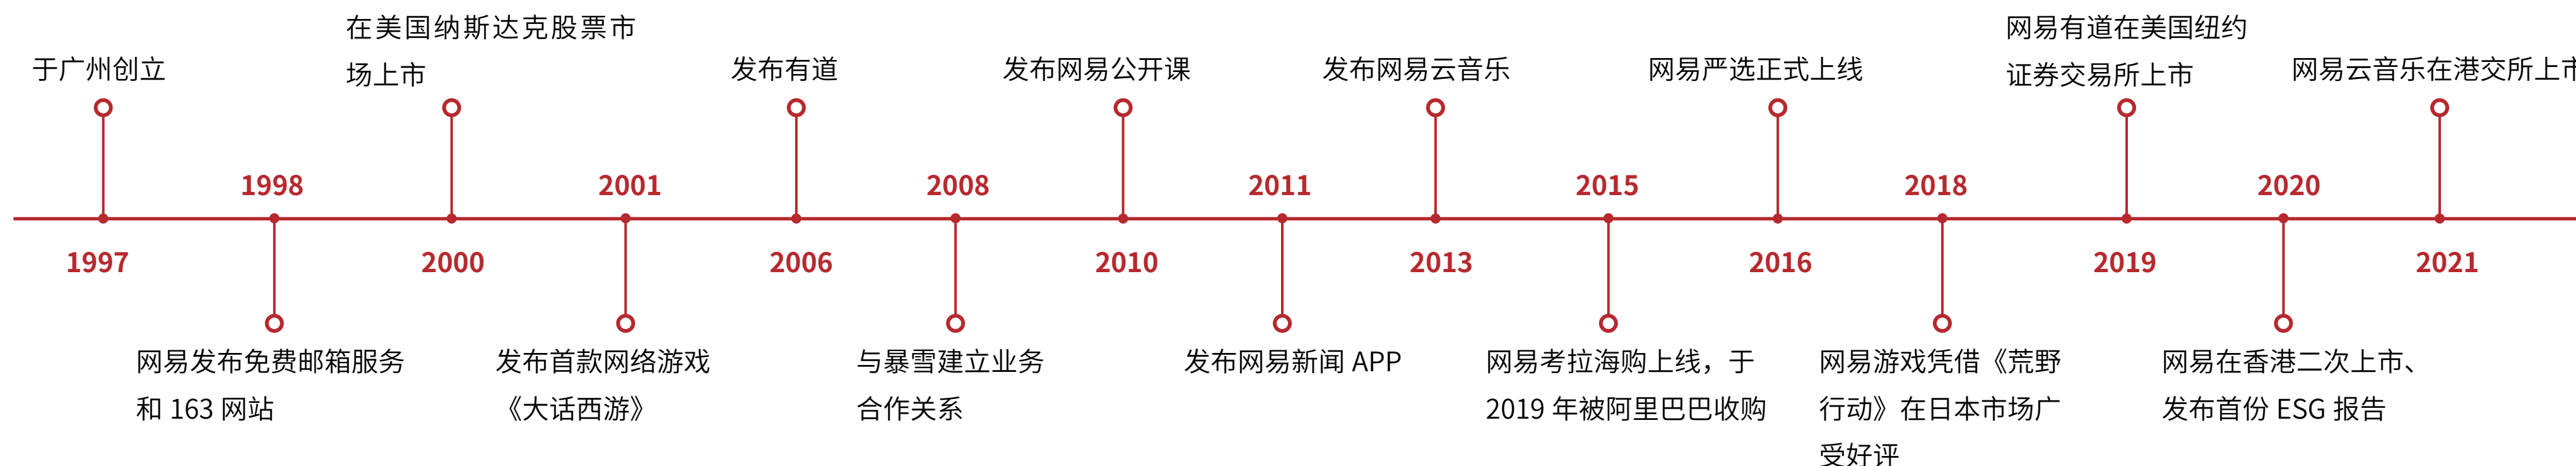 于广州创立
1997
1998
网易发布免费邮箱服务
和 163 网站
在美国纳斯达克股票市
场上市
2000
2001
发布首款网络游戏
《大话西游》
发布有道
2006
2008
与暴雪建立业务
合作关系
发布网易公开课
2010
2011
发布网易新闻 APP
发布网易云音乐
2013
2015
网易考拉海购上线，于
2019 年被阿里巴巴收购
网易严选正式上线
2016
2018
网易游戏凭借《荒野
行动》在日本市场广
受好评
网易有道在美国纽约
证券交易所上市
2019
2020
网易在香港二次上市、
发布首份 ESG 报告
网易云音乐在港交所上市
2021